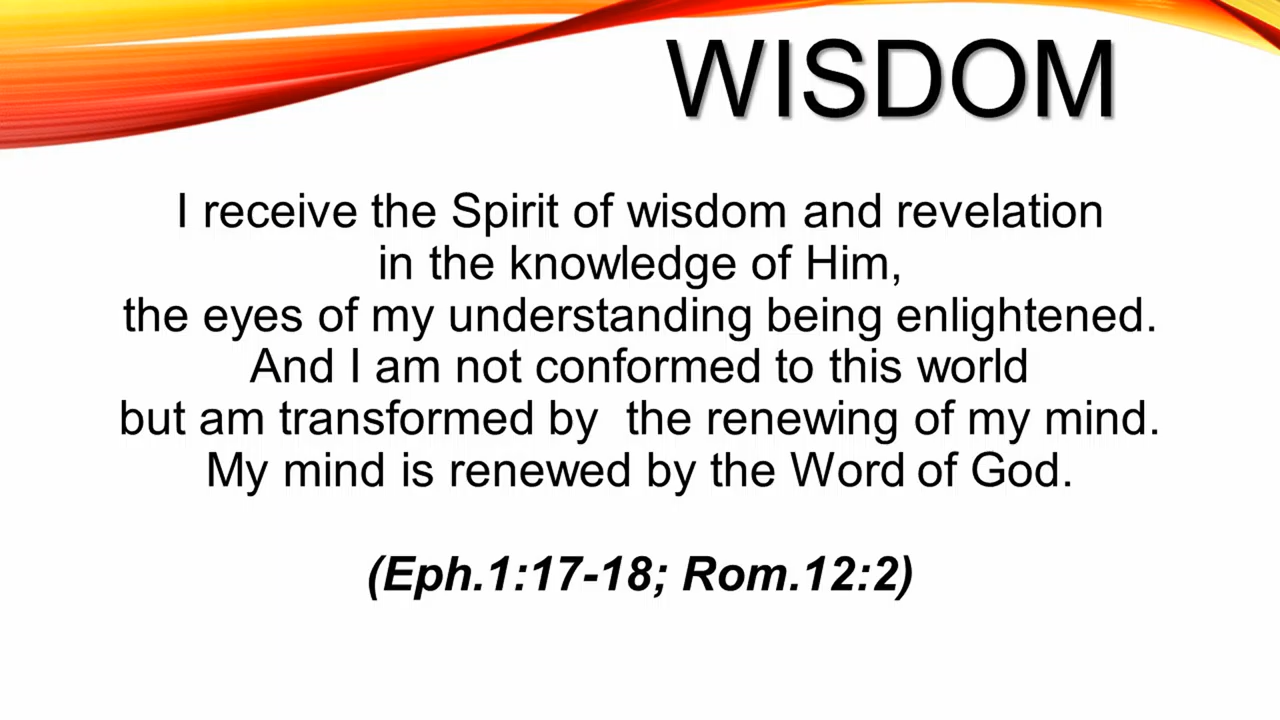 WISDOM
I receive the Spirit of wisdom and revelation
in the knowledge of Him,
the eyes of my understanding being enlightened.
And I am not conformed to this world
but am transformed by  the renewing of my mind.
My mind is renewed by the Word of God.
(Eph.1:17-18; Rom.12:2)